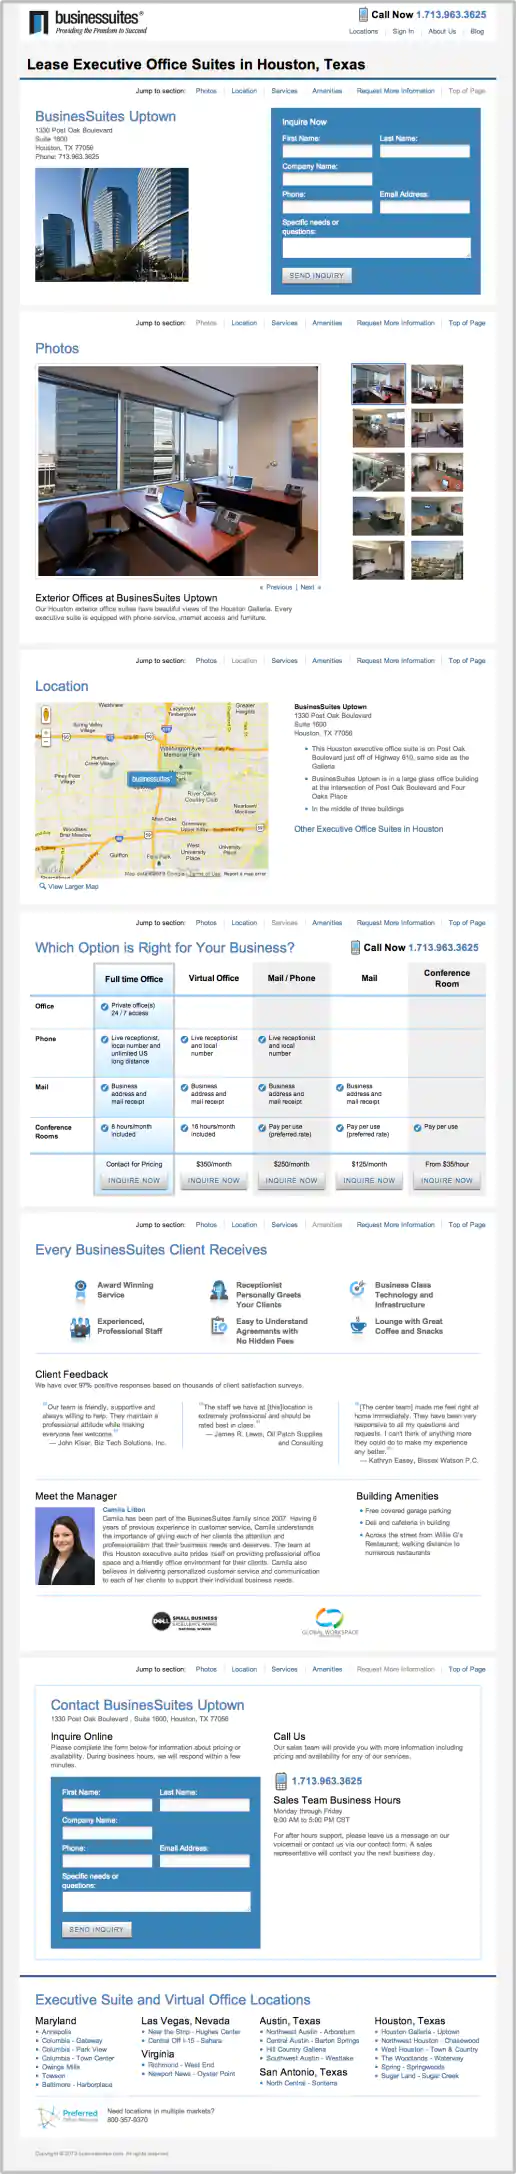 businessuites®
Providing the Freedom to Succeed
Call Now 1.713.963.3625
Locations Sign In About Us Blog
Lease Executive Office Suites in Houston, Texas
Jump to section: Photos Location Services Amenities Request More Information Top of Page
BusinesSuites Uptown
1330 Post Oak Boulevard
Suite 1600
Houston, TX 77056
Phone: 713.963.3625
Inquire Now
First Name: Last Name:
Company Name:
Phone: Email Address:
Specific needs or
questions:
SEND INQUIRY
Jump to section: Photos Location Services Amenities Request More Information Top of Page
Photos
« Previous | Next »
Exterior Offices at BusinesSuites Uptown
Our Houston exterior office suites have beautiful views of the Houston Galleria. Every
executive suite is equipped with phone service, internet access and furniture.
Jump to section: Photos Location Services Amenities Request More Information Top of Page
Location
businessuites
View Larger Map
BusinesSuites Uptown
1330 Post Oak Boulevard
Suite 1600
Houston, TX 77056
This Houston executive office suite is on Post Oak
Boulevard just off of Highway 610, same side as the
Galleria
BusinesSuites Uptown is in a large glass office building
at the intersection of Post Oak Boulevard and Four
Oaks Place
In the middle of three buildings
Other Executive Office Suites in Houston
Jump to section: Photos Location Services Amenities Request More Information Top of Page
Which Option is Right for Your Business?
Call Now 1.713.963.3625
Full time Office Virtual Office Mail / Phone Mail Conference Room
Office Private office(s)
24 / 7 access
Phone Live receptionist,
local number and
unlimited US
long distance
Live receptionist
and local
number
Live receptionist
and local
number
Mail Business
address and
mail receipt
Business
address and
mail receipt
Business
address and
mail receipt
Business
address and
mail receipt
Conference
Rooms
8 hours/month
included
16 hours/month
included
Pay per use
(preferred rate)
Pay per use
(preferred rate)
Pay per use
Contact for Pricing $350/month $250/month $125/month From $35/hour
INQUIRE NOW INQUIRE NOW INQUIRE NOW INQUIRE NOW INQUIRE NOW
Jump to section: Photos Location Services Amenities Request More Information Top of Page
Every BusinesSuites Client Receives
Award Winning
Service
Receptionist
Personally Greets
Your Clients
Business Class
Technology and
Infrastructure
Experienced,
Professional Staff
Easy to Understand
Agreements with
No Hidden Fees
Lounge with Great
Coffee and Snacks
Client Feedback
We have over 97% positive responses based on thousands of client satisfaction surveys.
"Our team is friendly, supportive and
always willing to help. They maintain a
professional attitude while making
everyone feel welcome."
— John Kiser, Biz Tech Solutions, Inc.
"The staff we have at [this]location is
extremely professional and should be
rated best in class."
— James R. Lewis, Oil Patch Supplies
and Consulting
"[The center team] made me feel right at
home immediately. They have been very
responsive to all my questions and
requests. I can't think of anything more
they could do to make my experience
any better."
— Kathryn Easey, Bissex Watson P.C.
Meet the Manager
Camila Litton
Camila has been part of the BusinesSuites family since 2007. Having 6
years of previous experience in customer service, Camila understands
the importance of giving each of her clients the attention and
professionalism that their business needs and deserves. The team at
this Houston executive suite prides itself on providing professional office
space and a friendly office environment for their clients. Camila also
believes in delivering personalized customer service and communication
to each of her clients to support their individual business needs.
Building Amenities
Free covered garage parking
Deli and cafeteria in building
Across the street from Willie G's
Restaurant; walking distance to
numerous restaurants
DELL SMALL BUSINESS
EXCELLENCE AWARD
NATIONAL WINNER
GLOBAL WORKSPACE
Jump to section: Photos Location Services Amenities Request More Information Top of Page
Contact BusinesSuites Uptown
1330 Post Oak Boulevard , Suite 1600, Houston, TX 77056
Inquire Online
Please complete the form below for information about pricing or
availability. During business hours, we will respond within a few
minutes.
First Name: Last Name:
Company Name:
Phone: Email Address:
Specific needs or
questions:
SEND INQUIRY
Call Us
Our sales team will provide you with more information including
pricing and availability for any of our services.
1.713.963.3625
Sales Team Business Hours
Monday through Friday
9:00 AM to 5:00 PM CST
For after hours support, please leave us a message on our
voicemail or contact us via our contact form. A sales
representative will contact you the next business day.
Executive Suite and Virtual Office Locations
Maryland
Annapolis
Columbia - Gateway
Columbia - Park View
Columbia - Town Center
Owings Mills
Towson
Baltimore - Harborplace
Las Vegas, Nevada
Near the Strip - Hughes Center
Central Off I-15 - Sahara
Virginia
Richmond - West End
Newport News - Oyster Point
Austin, Texas
Northwest Austin - Arboretum
Central Austin - Barton Springs
Hill Country Galleria
Southwest Austin - Westlake
San Antonio, Texas
North Central - Sonterra
Houston, Texas
Houston Galleria - Uptown
Northwest Houston - Chasewood
West Houston - Town & Country
The Woodlands - Waterway
Spring - Springwoods
Sugar Land - Sugar Creek
Preferred
Need locations in multiple markets?
800-357-9370